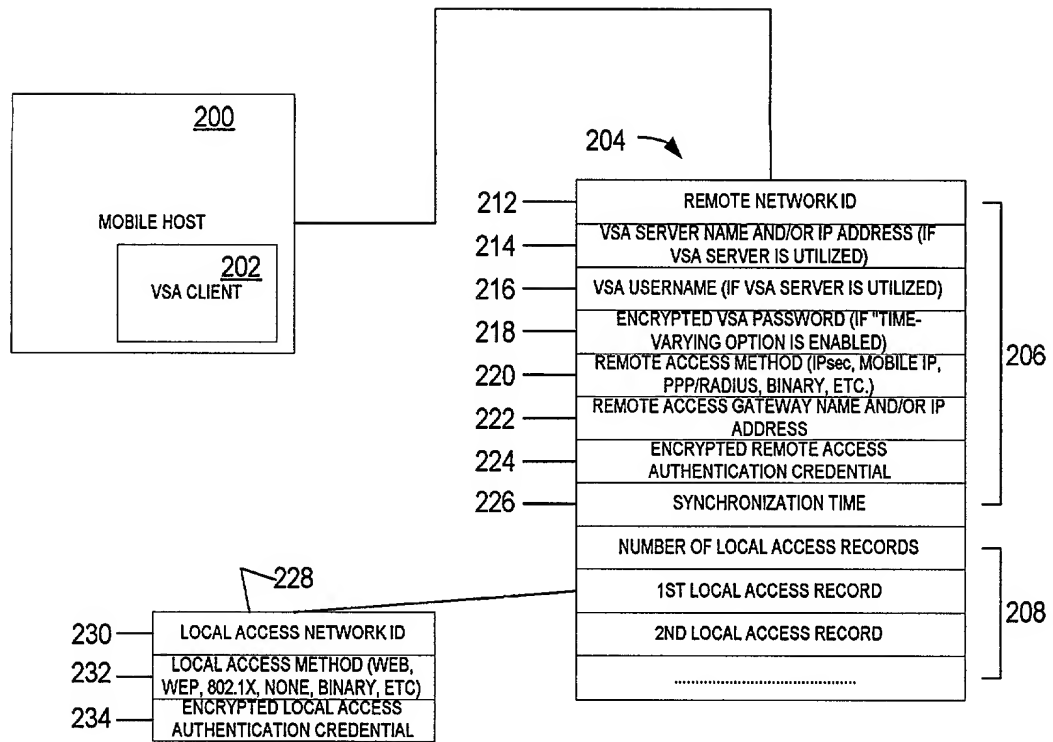 200
MOBILE HOST
202
VSA CLIENT
204
212
REMOTE NETWORK ID
214
VSA SERVER NAME AND/OR IP ADDRESS (IF
VSA SERVER IS UTILIZED)
216
VSA USERNAME (IF VSA SERVER IS UTILIZED)
218
ENCRYPTED VSA PASSWORD (IF "TIME-
VARYING OPTION IS ENABLED)
206
220
REMOTE ACCESS METHOD (IPsec, MOBILE IP,
PPP/RADIUS, BINARY, ETC.)
222
REMOTE ACCESS GATEWAY NAME AND/OR IP
ADDRESS
224
ENCRYPTED REMOTE ACCESS
AUTHENTICATION CREDENTIAL
226
SYNCHRONIZATION TIME
NUMBER OF LOCAL ACCESS RECORDS
1ST LOCAL ACCESS RECORD
208
2ND LOCAL ACCESS RECORD
......................................
228
230
LOCAL ACCESS NETWORK ID
232
LOCAL ACCESS METHOD (WEB,
WEP, 802.1X, NONE, BINARY, ETC)
234
ENCRYPTED LOCAL ACCESS
AUTHENTICATION CREDENTIAL